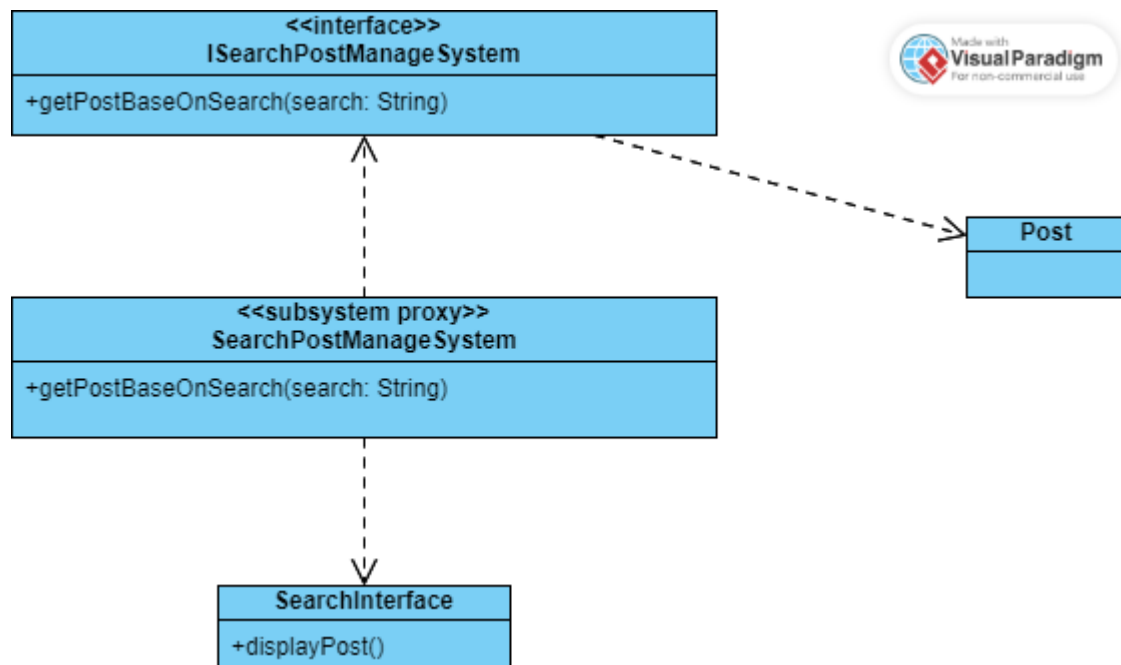 <<interface>>
ISearchPostManageSystem
+getPostBaseOnSearch(search: String)
Made with
Visual Paradigm
For non-commercial use
Post
<<subsystem proxy>>
SearchPostManageSystem
+getPostBaseOnSearch(search: String)
SearchInterface
+displayPost()